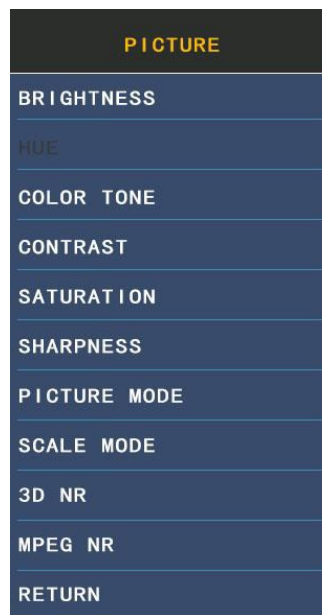 PICTURE
BRIGHTNESS
HUE
COLOR TONE
CONTRAST
SATURATION
SHARPNESS
PICTURE MODE
SCALE MODE
3D NR
MPEG NR
RETURN